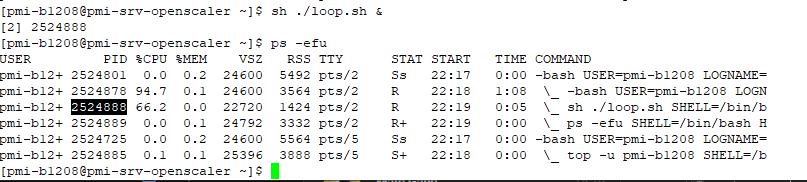 [pmi-b1208@pmi-srv-openscaler ~]$ sh ./loop.sh &
[2] 2524888
[pmi-b1208@pmi-srv-openscaler ~]$ ps -efu
USER         PID %CPU %MEM    VSZ   RSS TTY      STAT START   TIME COMMAND
pmi-b12+ 2524801  0.0  0.2  24600  5492 pts/2    Ss   22:17   0:00 -bash USER=pmi-b1208 LOGNAME=
pmi-b12+ 2524878 94.7  0.1  24600  3564 pts/2    R    22:18   1:08  \_ -bash USER=pmi-b1208 LOGN
pmi-b12+ 2524888 66.2  0.0  22720  1424 pts/2    R    22:19   0:05  \_ sh ./loop.sh SHELL=/bin/b
pmi-b12+ 2524889  0.0  0.1  24792  3332 pts/2    R+   22:19   0:00  \_ ps -efu SHELL=/bin/bash H
pmi-b12+ 2524725  0.0  0.2  24600  5564 pts/5    Ss   22:17   0:00 -bash USER=pmi-b1208 LOGNAME=
pmi-b12+ 2524885  0.1  0.1  25396  3888 pts/5    S+   22:18   0:00  \_ top -u pmi-b1208 SHELL=/b
[pmi-b1208@pmi-srv-openscaler ~]$